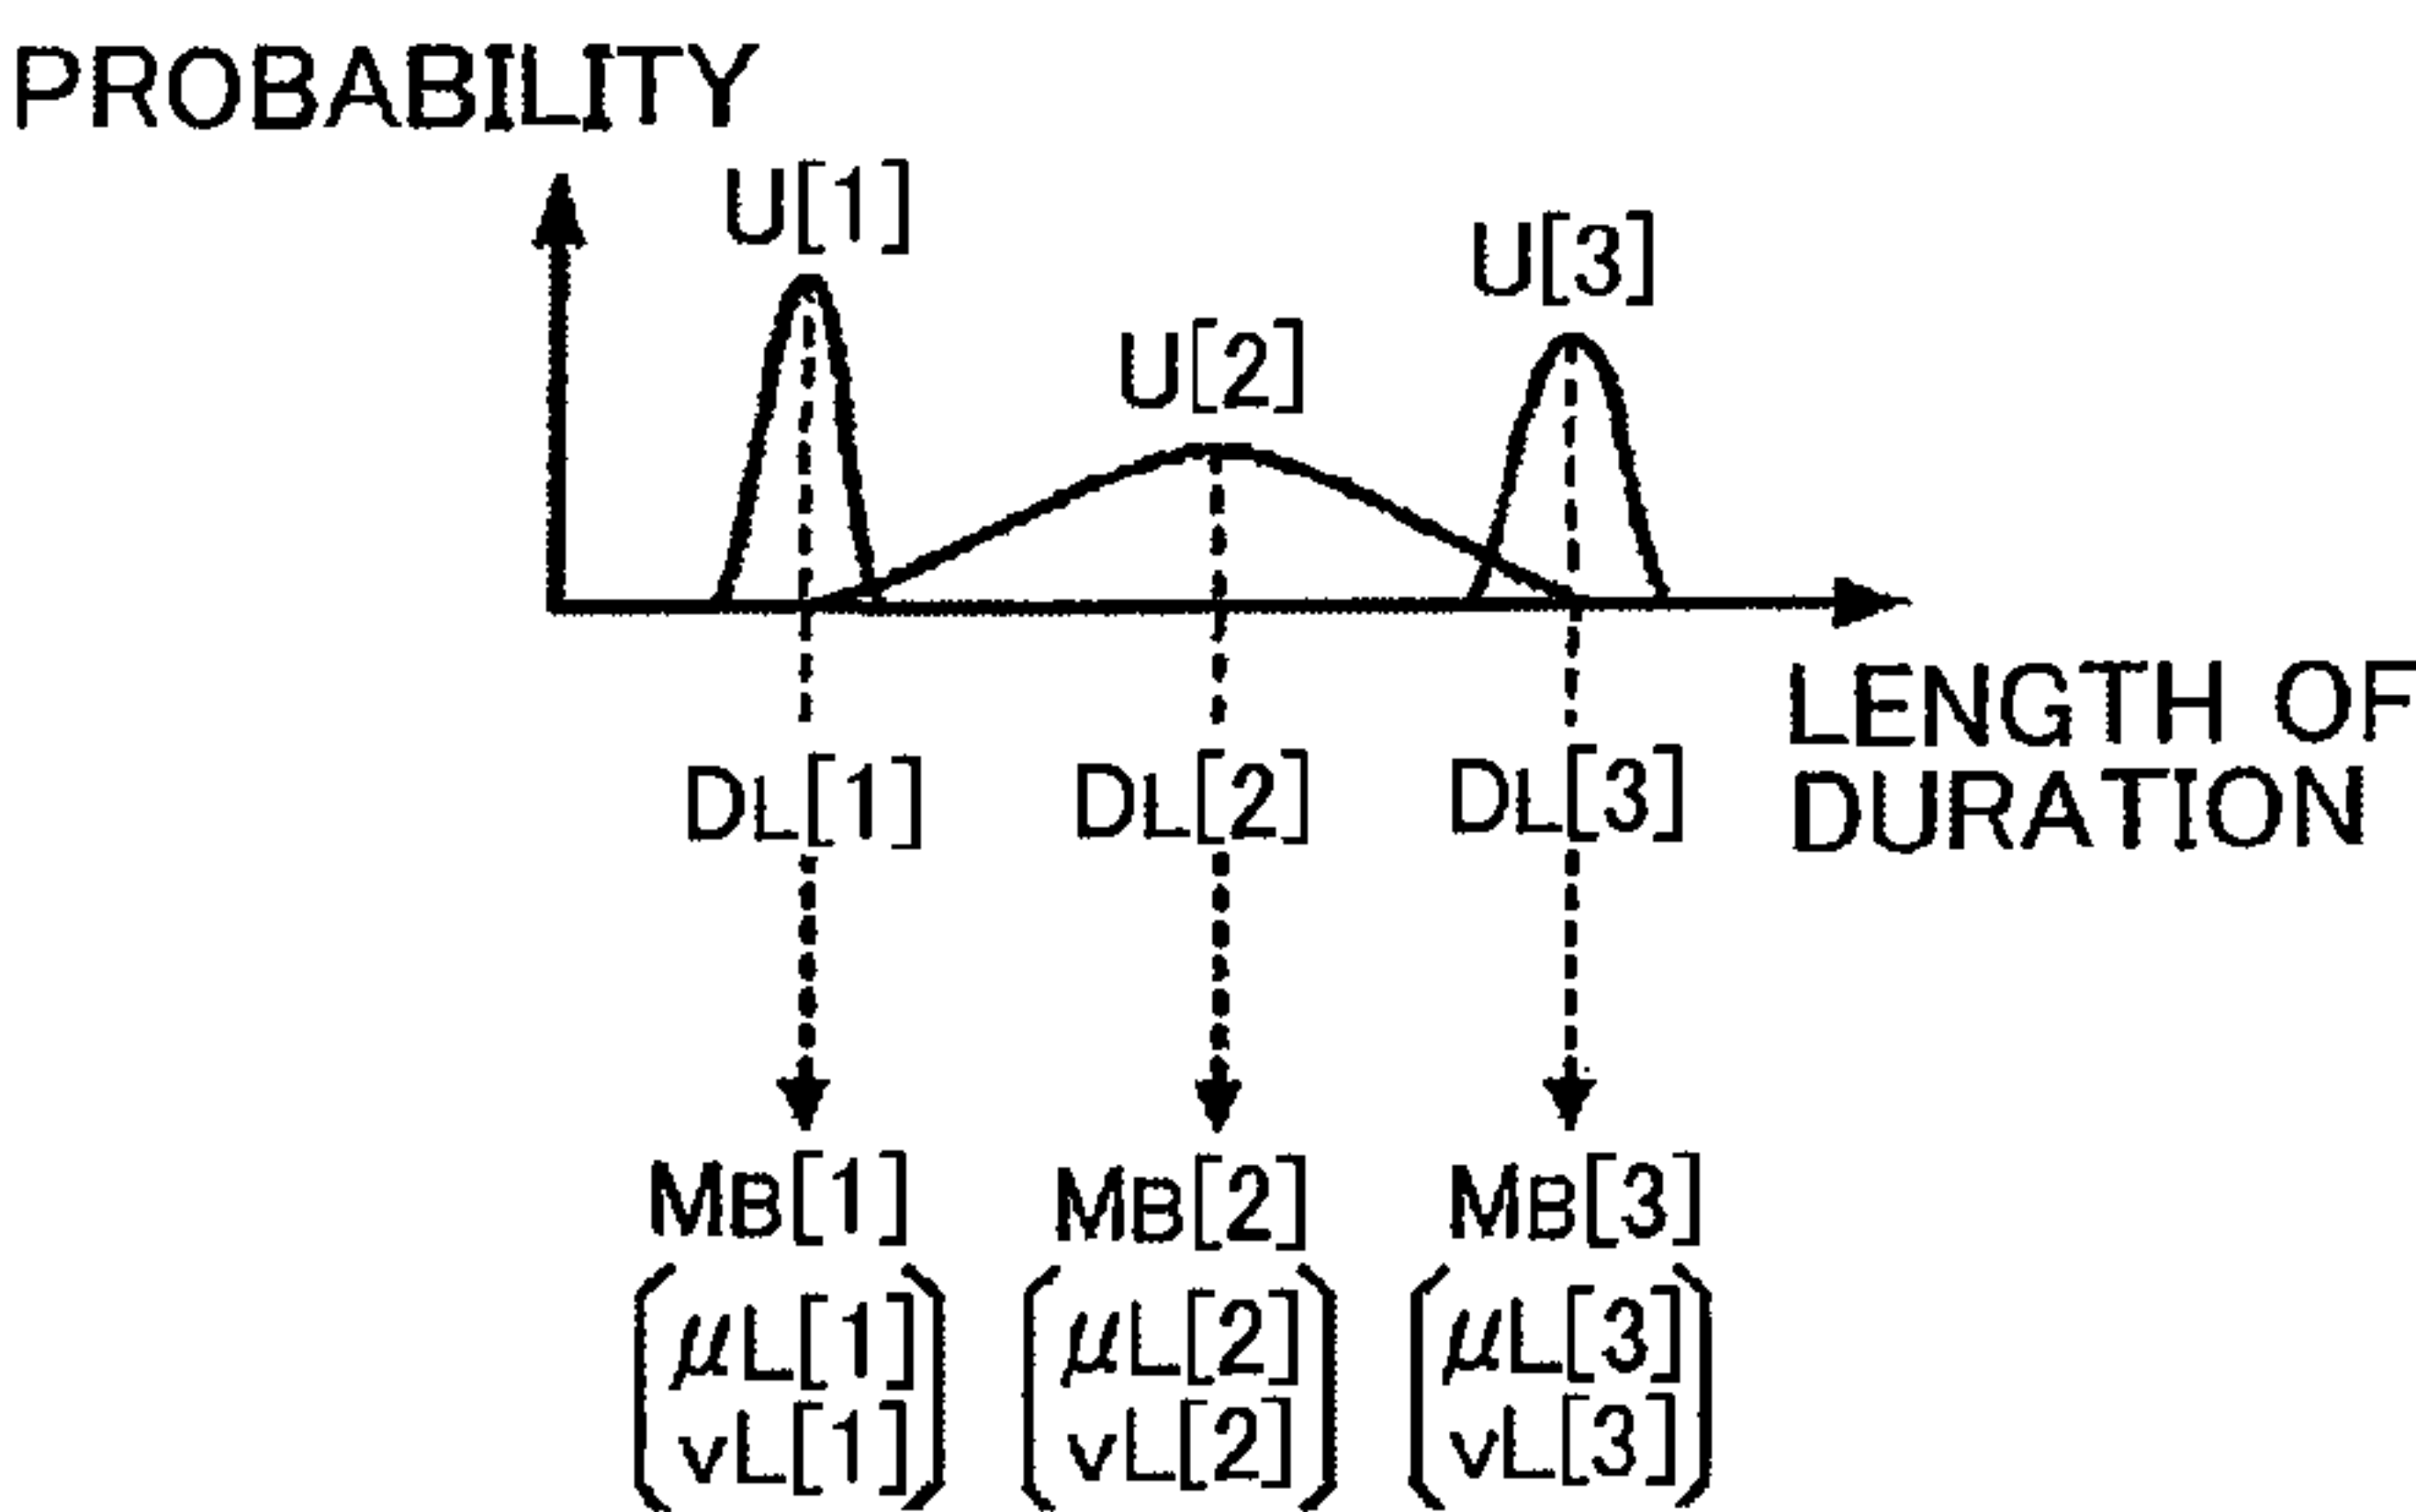 PROBABILITY
U[1]
U[3]
U[2]
LENGTH OF
DURATION
DL[1] DL[2] DL[3]
MB[1] MB[2] MB[3]
μL[1] μL[2] μL[3]
vL[1] vL[2] vL[3]